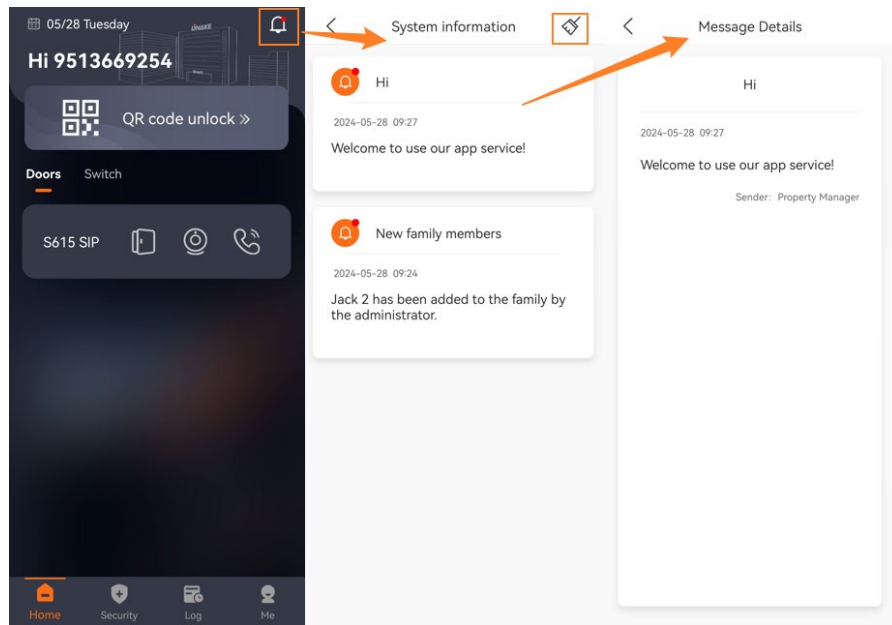 05/28 Tuesday
DNAKE
Hi 9513669254
QR code unlock »
Doors Switch
S615 SIP
Home Security Log Me
System information
Hi
2024-05-28 09:27
Welcome to use our app service!
New family members
2024-05-28 09:24
Jack 2 has been added to the family by
the administrator.
Message Details
Hi
2024-05-28 09:27
Welcome to use our app service!
Sender: Property Manager